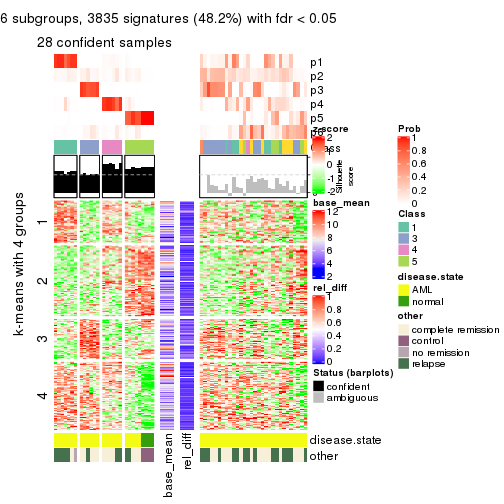 6 subgroups, 3835 signatures (48.2%) with fdr < 0.05
28 confident samples
p1
p2
p3
p4
p5
p6
Class
Silhouette score
k-means with 4 groups
1
2
3
4
disease.state
other
base_mean
rel_diff
z-score
2
1
0
-1
-2
base_mean
12
10
8
6
4
2
rel_diff
1
0.8
0.6
0.4
0.2
0
Status (barplots)
confident
ambiguous
Prob
1
0.8
0.6
0.4
0.2
0
Class
1
3
4
5
disease.state
AML
normal
other
complete remission
control
no remission
relapse